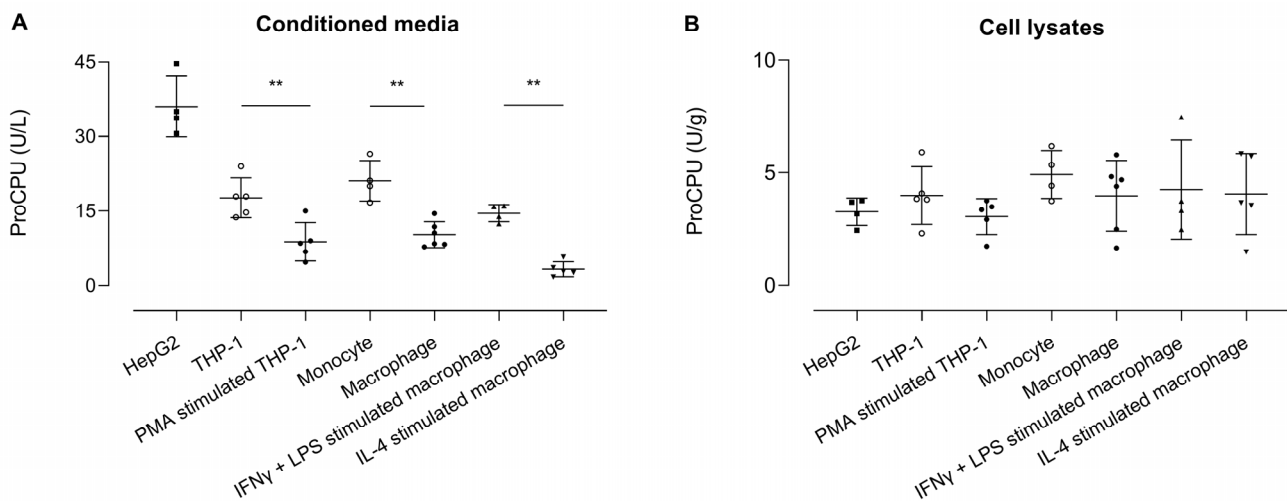 A
Conditioned media
ProCPU (U/L)
45
30
15
0
**
**
**
HepG2
THP-1
PMA stimulated THP-1
Monocyte
Macrophage
IFNγ + LPS stimulated macrophage
IL-4 stimulated macrophage
B
Cell lysates
ProCPU (U/g)
10
5
0
HepG2
THP-1
PMA stimulated THP-1
Monocyte
Macrophage
IFNγ + LPS stimulated macrophage
IL-4 stimulated macrophage